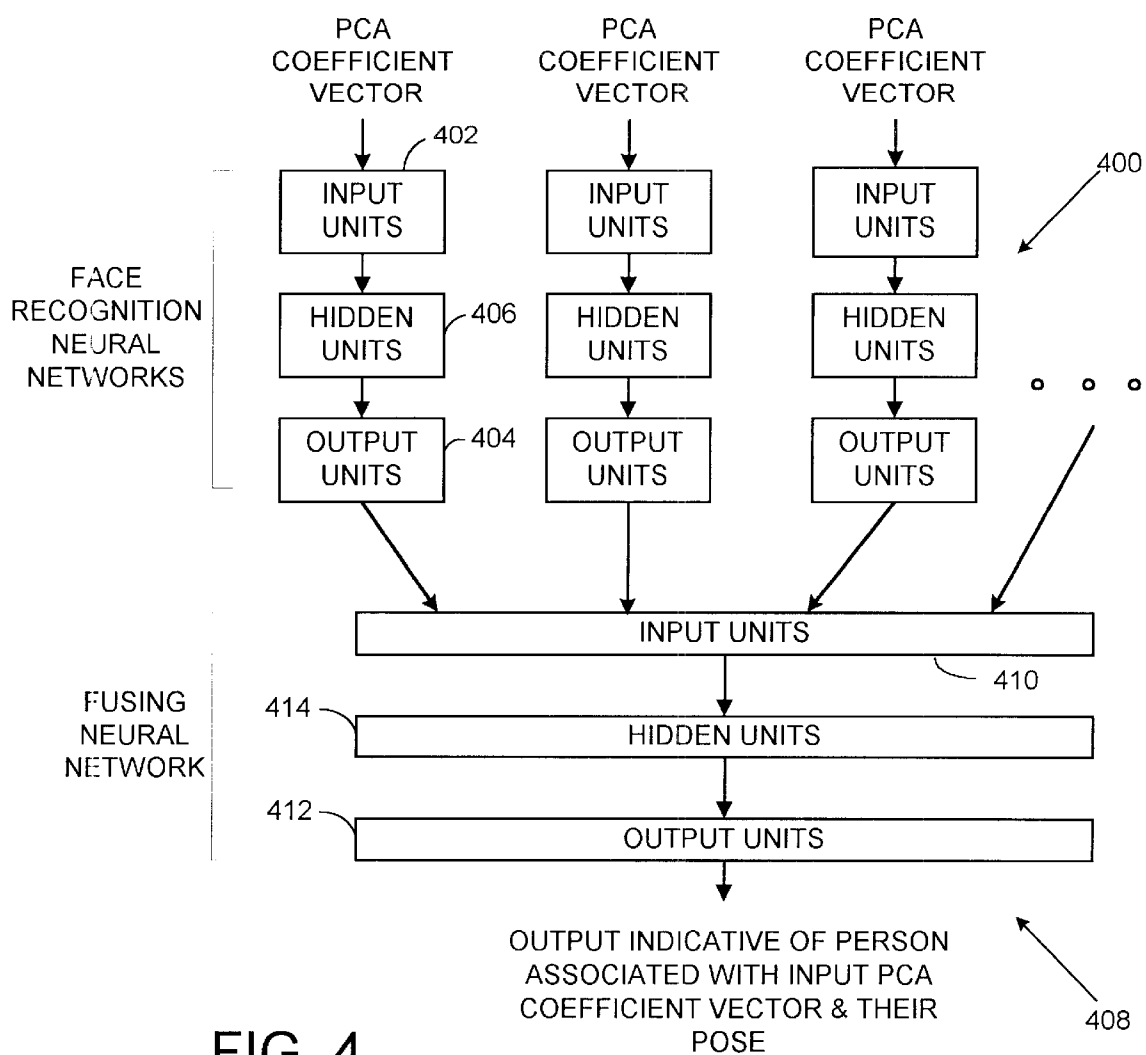 PCA
COEFFICIENT
VECTOR
PCA
COEFFICIENT
VECTOR
PCA
COEFFICIENT
VECTOR
402
400
INPUT
UNITS
INPUT
UNITS
INPUT
UNITS
FACE
RECOGNITION
NEURAL
NETWORKS
HIDDEN
UNITS
406
HIDDEN
UNITS
HIDDEN
UNITS
OUTPUT
UNITS
404
OUTPUT
UNITS
OUTPUT
UNITS
INPUT UNITS
410
FUSING
NEURAL
NETWORK
414
HIDDEN UNITS
412
OUTPUT UNITS
OUTPUT INDICATIVE OF PERSON
ASSOCIATED WITH INPUT PCA
COEFFICIENT VECTOR & THEIR
POSE
408
FIG. 4